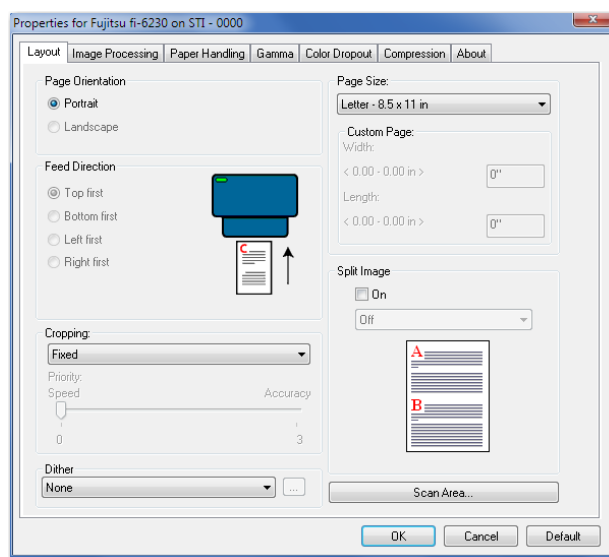 Properties for Fujitsu fi-6230 on STI - 0000
Layout Image Processing Paper Handling Gamma Color Dropout Compression About
Page Orientation
Portrait
Landscape
Feed Direction
Top first
Bottom first
Left first
Right first
C
Cropping:
Fixed
Priority:
Speed Accuracy
0 3
Dither
None ...
Page Size:
Letter - 8.5 x 11 in
Custom Page:
Width:
< 0.00 - 0.00 in > 0"
Length:
< 0.00 - 0.00 in > 0"
Split Image
On
Off
A
B
Scan Area...
OK Cancel Default